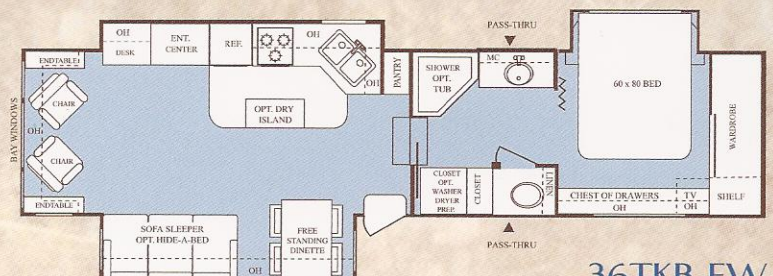 PASS-THRU
OH
DESK
ENT.
CENTER
REF.
OH
OH
PANTRY
SHOWER
OPT.
TUB
MC
60 x 80 BED
WARDROBE
ENDTABLE
CHAIR
BAY WINDOWS
OH
CHAIR
ENDTABLE
OPT. DRY
ISLAND
CLOSET
OPT.
WASHER
DRYER
PREP.
CLOSET
LINEN
CHEST OF DRAWERS
OH
TV
OH
SHELF
SOFA SLEEPER
OPT. HIDE-A-BED
OH
FREE
STANDING
DINETTE
PASS-THRU
36TKB FW